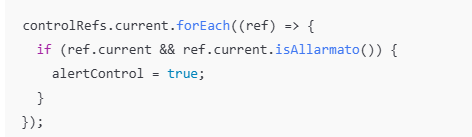 controlRefs.current.forEach((ref) => {
  if (ref.current && ref.current.isAllarmato()) {
    alertControl = true;
  }
});